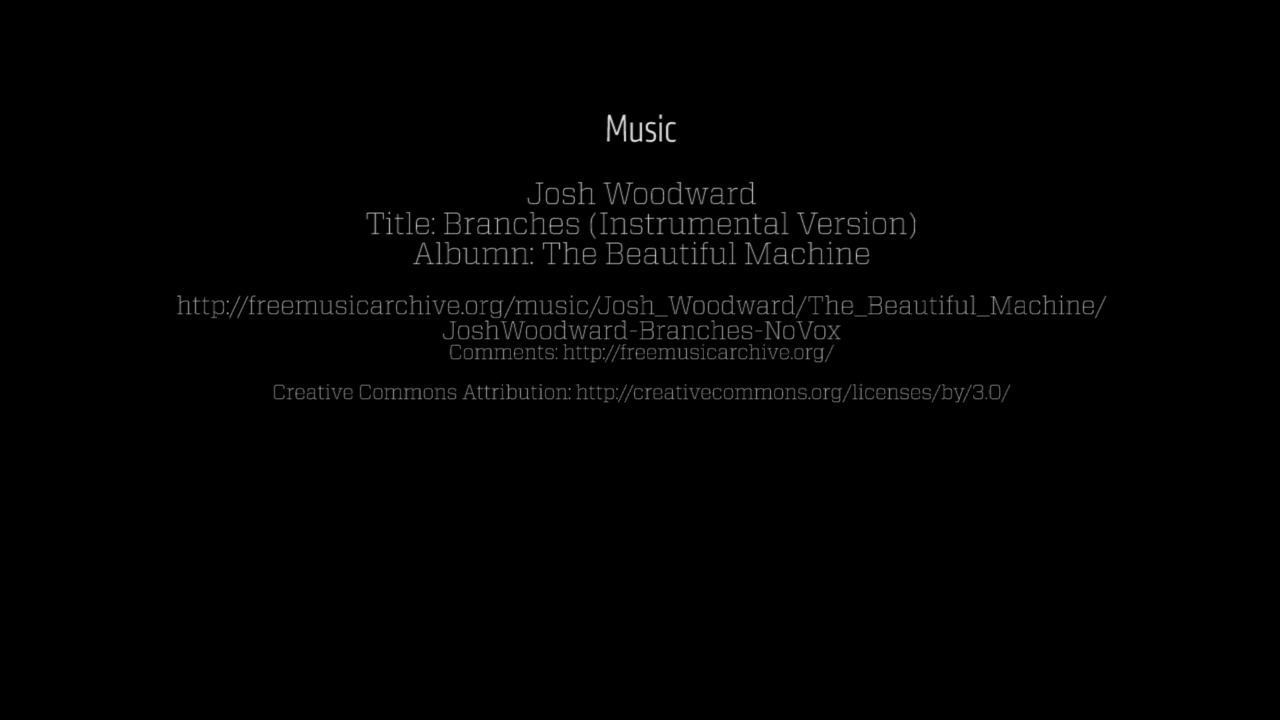 Music
Josh Woodward
Title: Branches (Instrumental Version)
Albumn: The Beautiful Machine
http://freemusicarchive.org/music/Josh_Woodward/The_Beautiful_Machine/
JoshWoodward-Branches-NoVox
Comments: http://freemusicarchive.org/
Creative Commons Attribution: http://creativecommons.org/licenses/by/3.0/